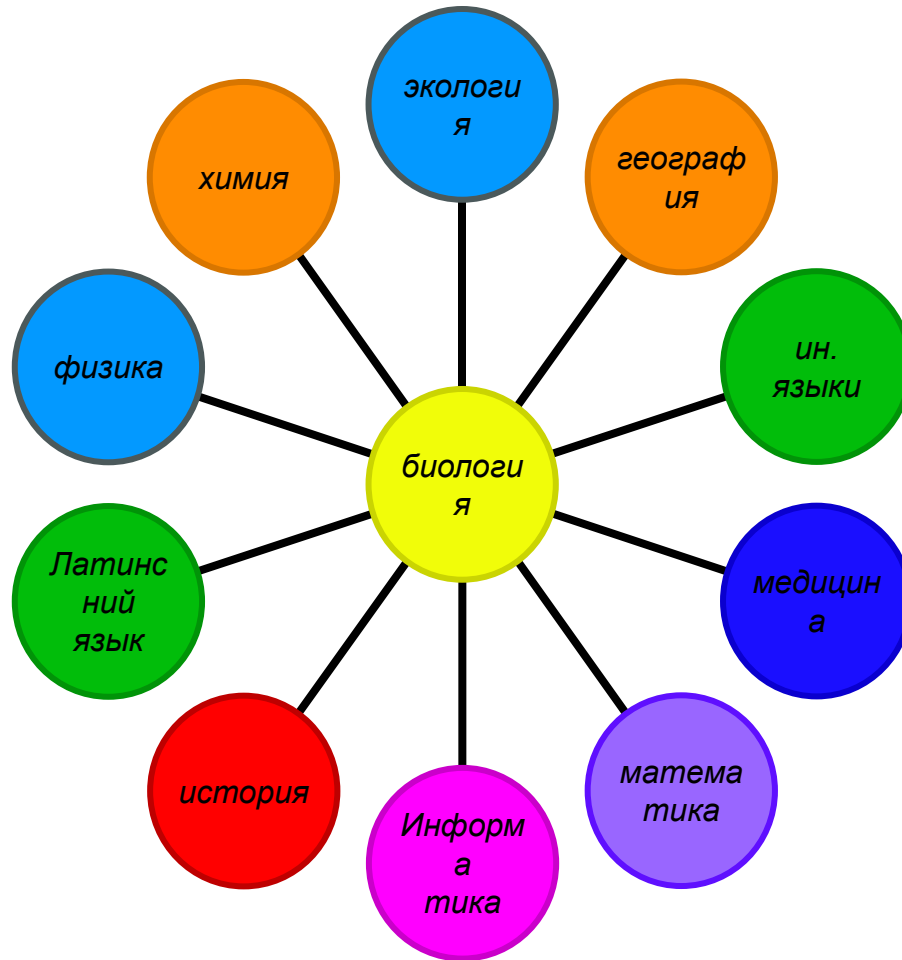 экологи
я
химия
географ
ия
физика
ин.
языки
биологи
я
Латинс
ний
язык
медицин
а
история
матема
тика
Информ
а
тика